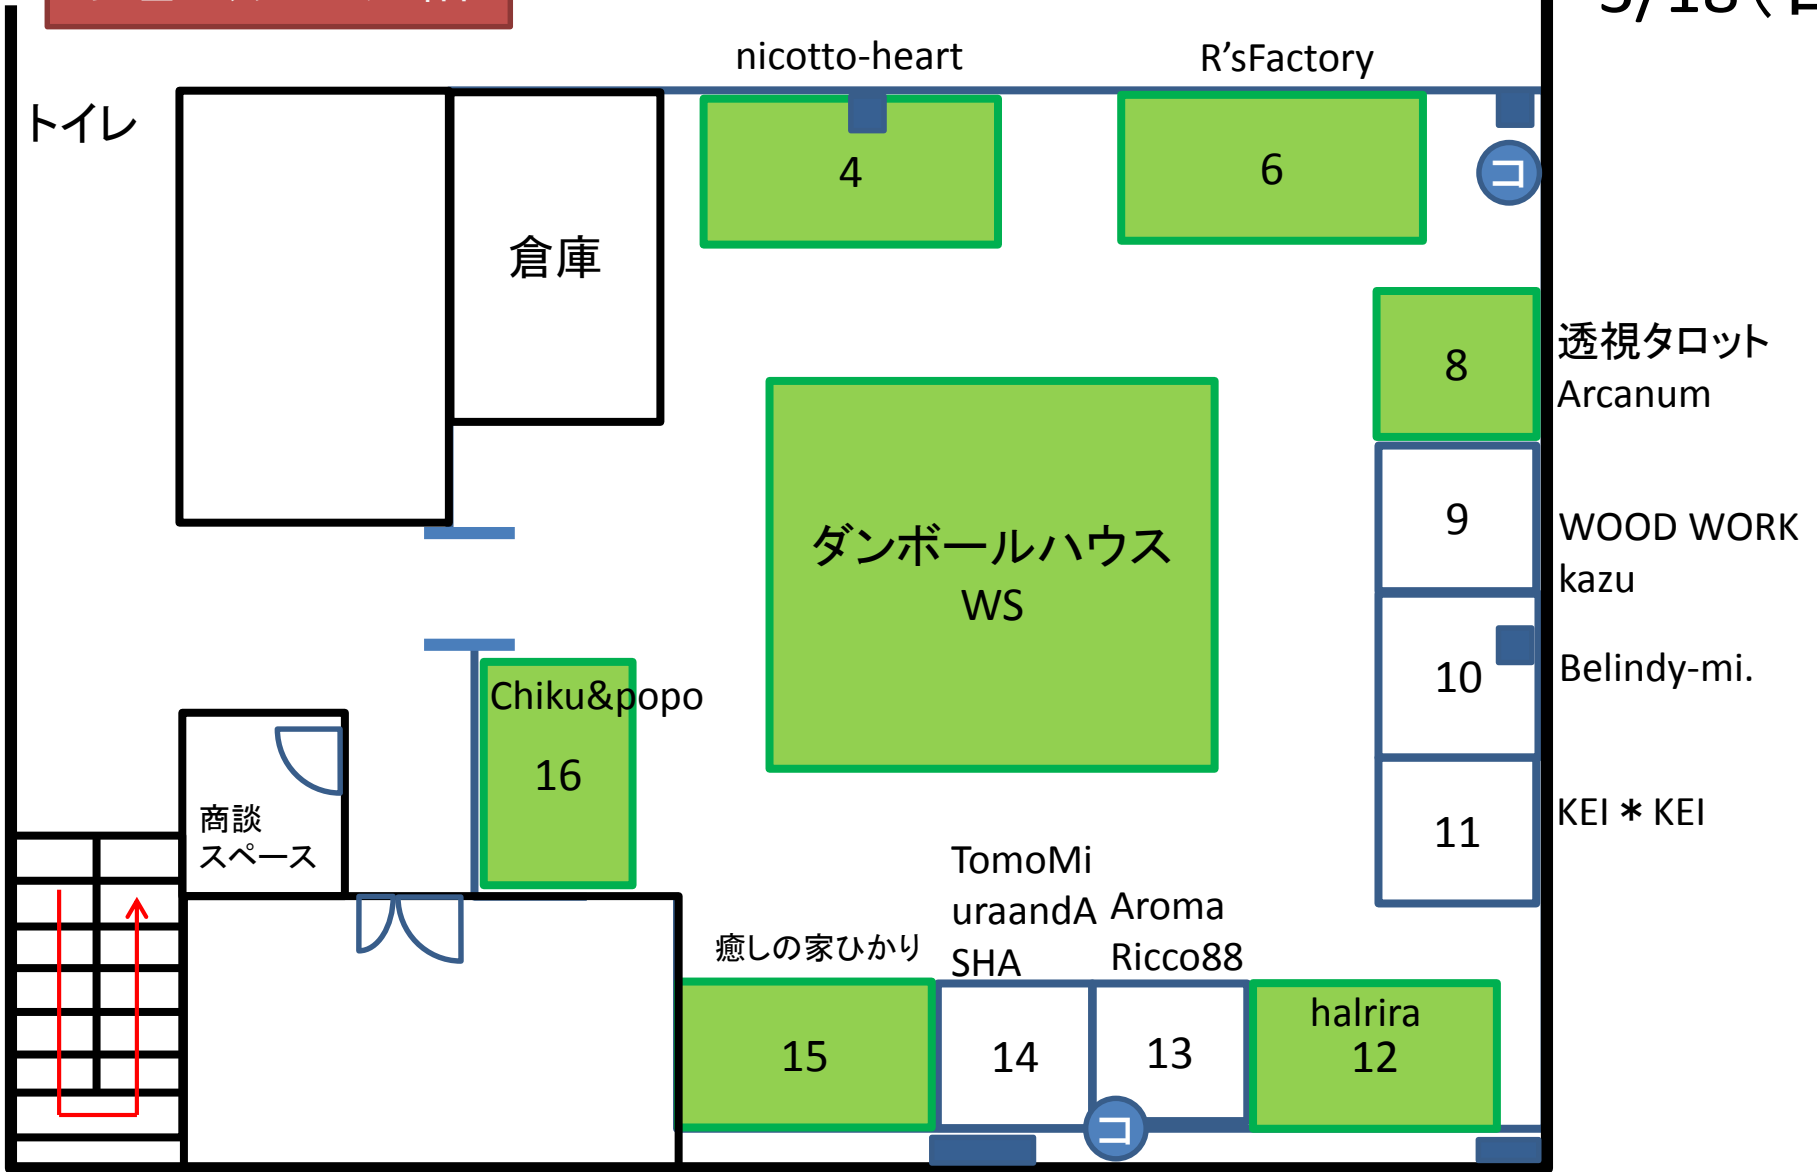 nicotto-heart
R'sFactory
トイレ
4
6
コ
倉庫
8
透視タロット
Arcanum
9
WOOD WORK
kazu
ダンボールハウス
WS
10
Belindy-mi.
Chiku&popo
16
商談
スペース
11
KEI＊KEI
TomoMi
uraandA
SHA
Aroma
Ricco88
癒しの家ひかり
15
14
13
halrira
12
コ